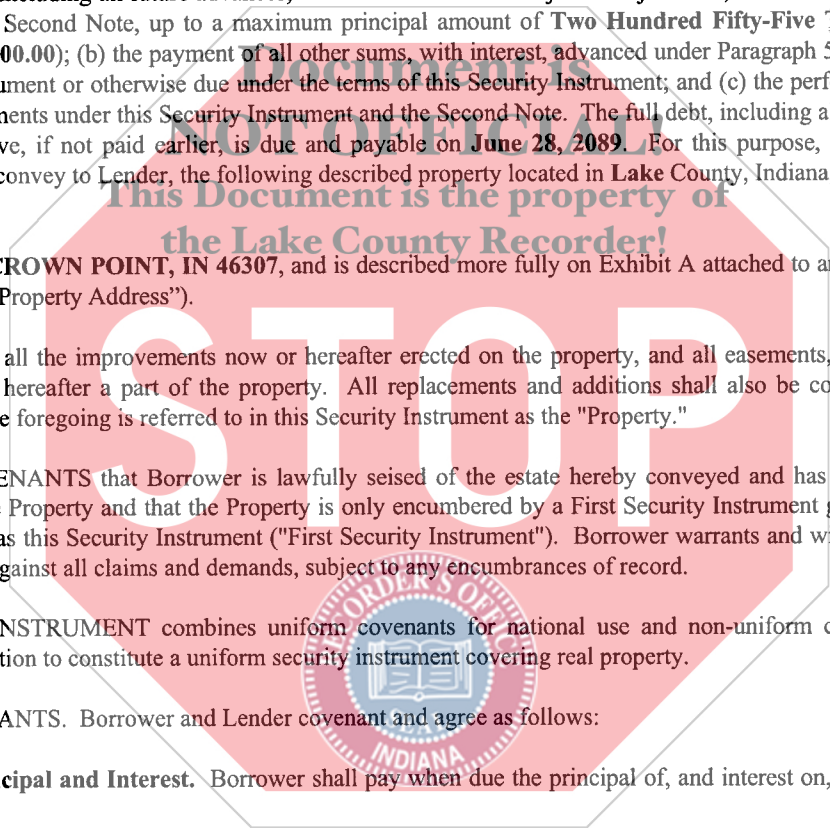 Second Note, up to a maximum principal amount of Two Hundred Fifty-Five
00.00); (b) the payment of all other sums, with interest, advanced under Paragraph 5
ument or otherwise due under the terms of this Security Instrument; and (c) the perf
nents under this Security Instrument and the Second Note. The full debt, including a
ve, if not paid earlier, is due and payable on June 28, 2089. For this purpose,
convey to Lender, the following described property located in Lake County, Indiana
Document is
NOT OFFICIAL!
This Document is the property of
the Lake County Recorder!
CROWN POINT, IN 46307, and is described more fully on Exhibit A attached to a
Property Address”).
STOP
all the improvements now or hereafter erected on the property, and all easements,
hereafter a part of the property. All replacements and additions shall also be co
e foregoing is referred to in this Security Instrument as the "Property."
ENANTS that Borrower is lawfully seised of the estate hereby conveyed and has
Property and that the Property is only encumbered by a First Security Instrument g
as this Security Instrument ("First Security Instrument"). Borrower warrants and wi
gainst all claims and demands, subject to any encumbrances of record.
NSTRUMENT combines uniform covenants for national use and non-uniform c
tion to constitute a uniform security instrument covering real property.
ANTS. Borrower and Lender covenant and agree as follows:
RECORDER'S OFFICE
INDIANA
cipal and Interest. Borrower shall pay when due the principal of, and interest on,